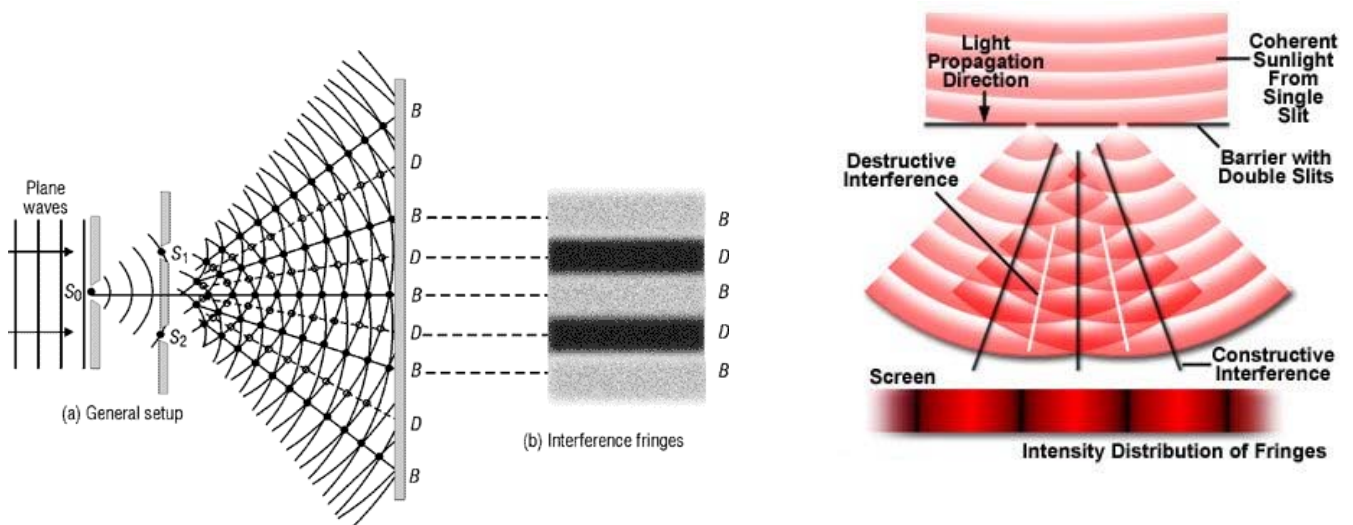 Plane
waves
S0
S1
S2
B
D
B
D
B
D
B
D
B
(a) General setup
B
D
B
D
B
(b) Interference fringes
Light
Propagation
Direction
Coherent
Sunlight
From
Single
Slit
Destructive
Interference
Barrier with
Double Slits
Constructive
Interference
Screen
Intensity Distribution of Fringes